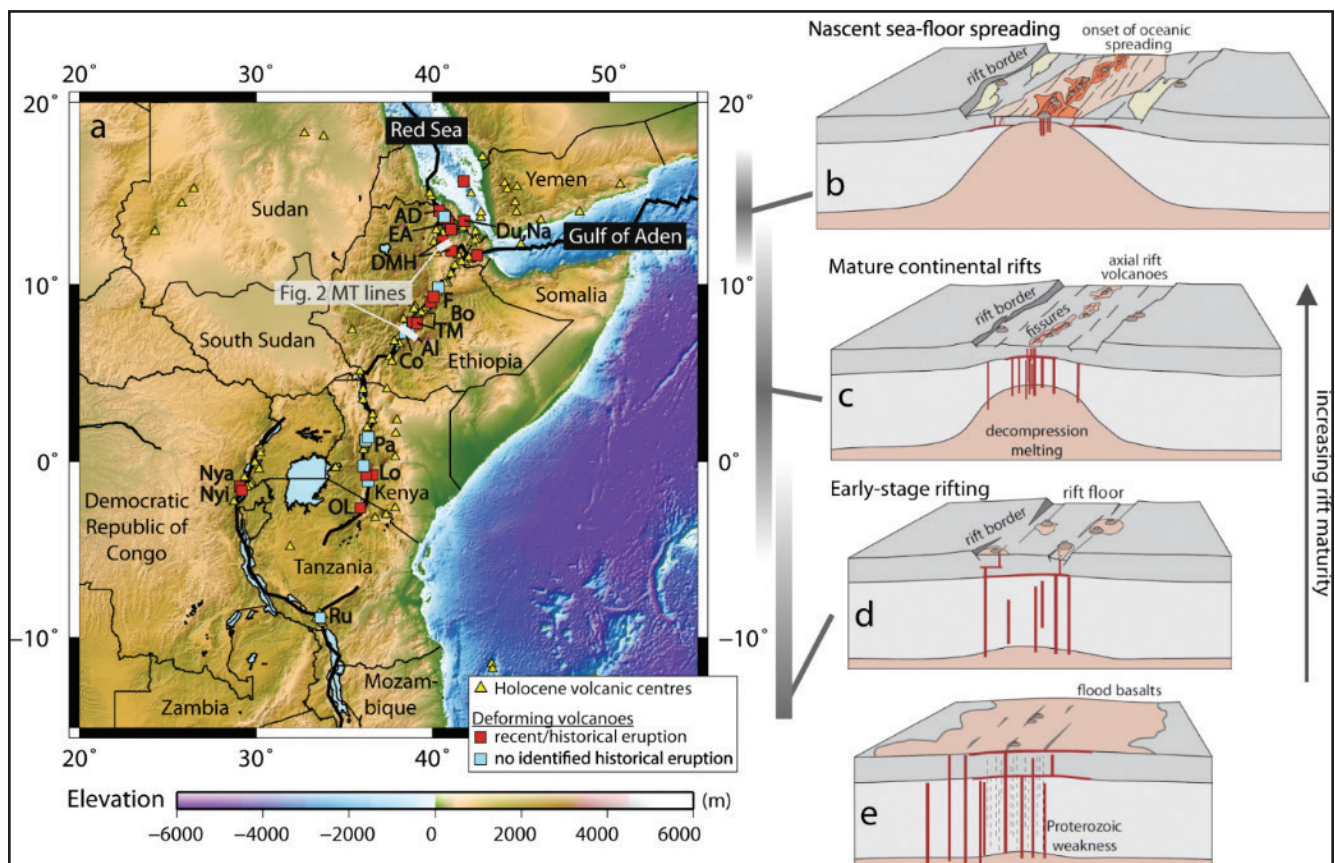 20˚
30˚
40˚
50˚
20˚
10˚
0˚
−10˚
a
Red Sea
Yemen
Sudan
AD
EA
Du,Na
Gulf of Aden
DMH
Fig. 2 MT lines
Somalia
F
Bo
TM
South Sudan
Al
Co
Ethiopia
Pa
Nya
Lo
Nyi
Kenya
Democratic
Republic of
Congo
OL
Tanzania
Ru
Zambia
Mozam-
bique
20˚
10˚
0˚
−10˚
20˚
30˚
40˚
Holocene volcanic centres
Deforming volcanoes
recent/historical eruption
no identified historical eruption
Elevation
(m)
−6000
−4000
−2000
0
2000
4000
6000
Nascent sea-floor spreading
onset of oceanic
spreading
rift border
b
Mature continental rifts
axial rift
volcanoes
rift border
fissures
c
decompression
melting
Early-stage rifting
rift floor
rift border
d
flood basalts
e
Proterozoic
weakness
increasing rift maturity